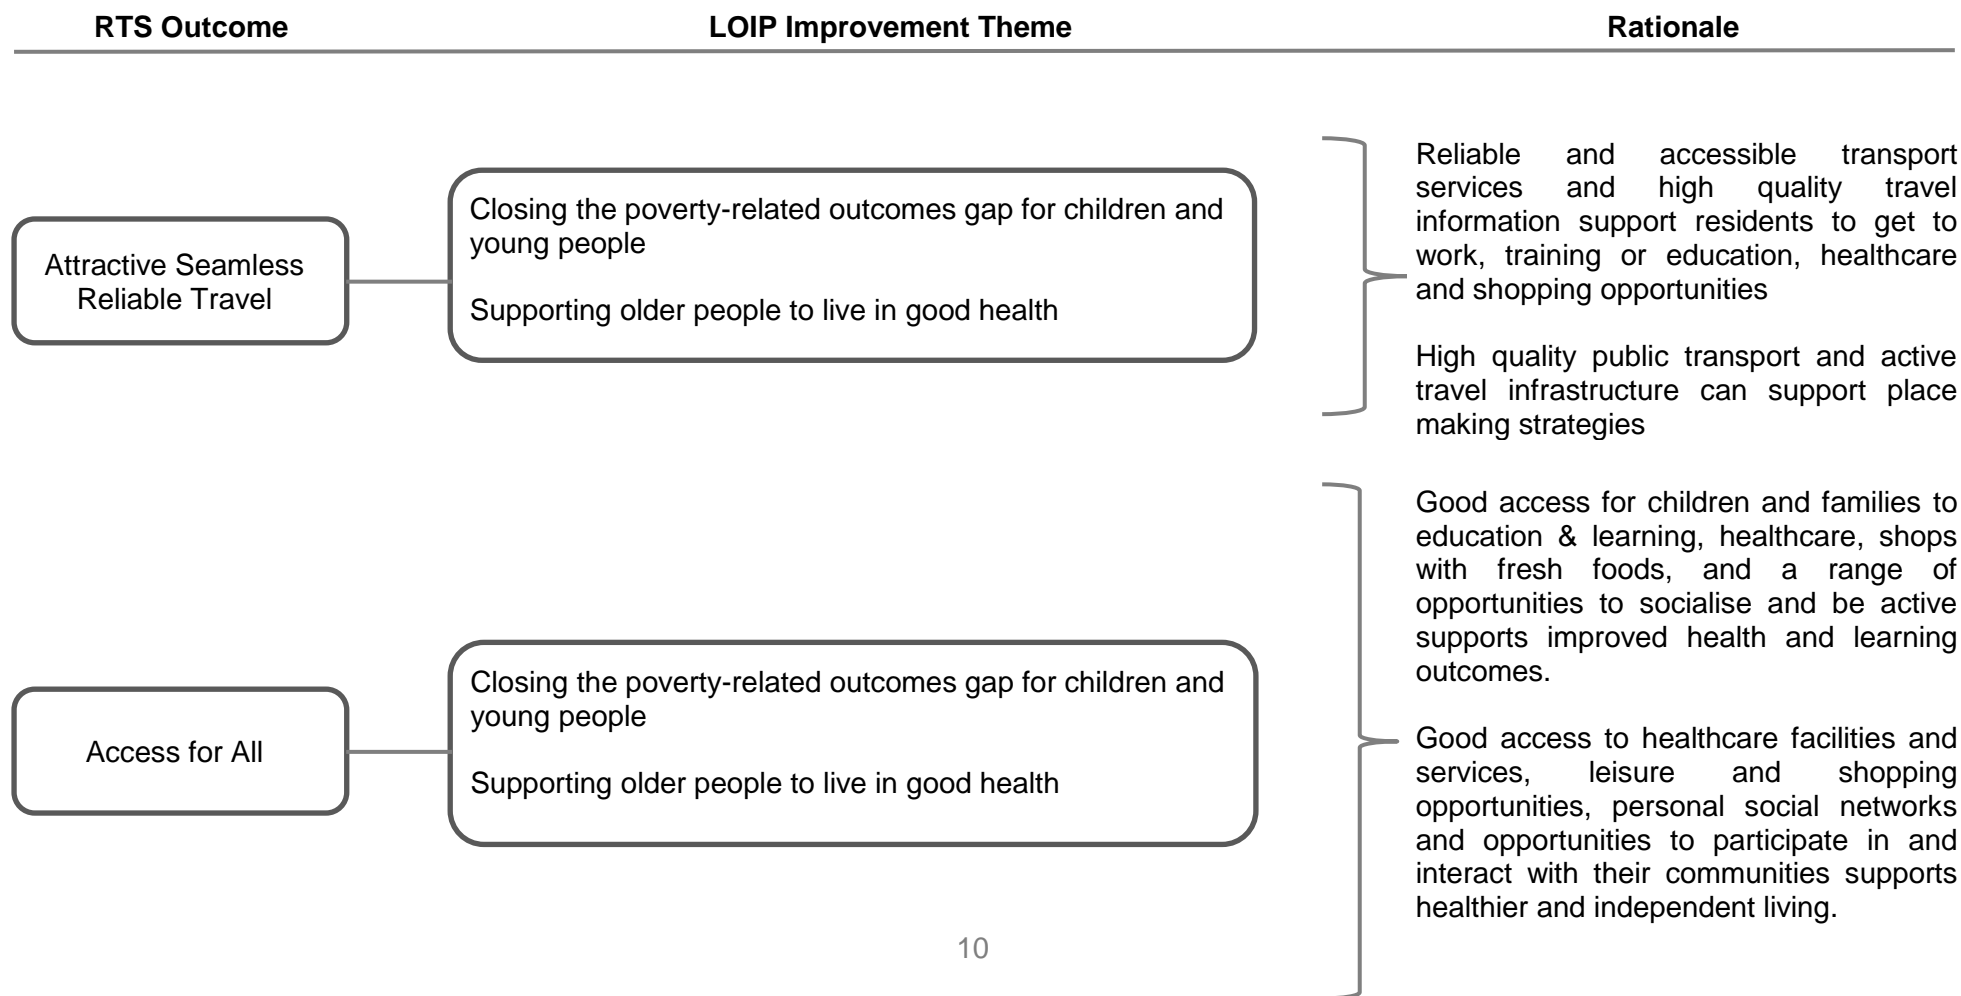 RTS Outcome
LOIP Improvement Theme
Rationale
Attractive Seamless
Reliable Travel
Closing the poverty-related outcomes gap for children and
young people
Supporting older people to live in good health
Reliable and accessible transport
services and high quality travel
information support residents to get to
work, training or education, healthcare
and shopping opportunities
High quality public transport and active
travel infrastructure can support place
making strategies
Access for All
Closing the poverty-related outcomes gap for children and
young people
Supporting older people to live in good health
Good access for children and families to
education & learning, healthcare, shops
with fresh foods, and a range of
opportunities to socialise and be active
supports improved health and learning
outcomes.
Good access to healthcare facilities and
services, leisure and shopping
opportunities, personal social networks
and opportunities to participate in and
interact with their communities supports
healthier and independent living.
10